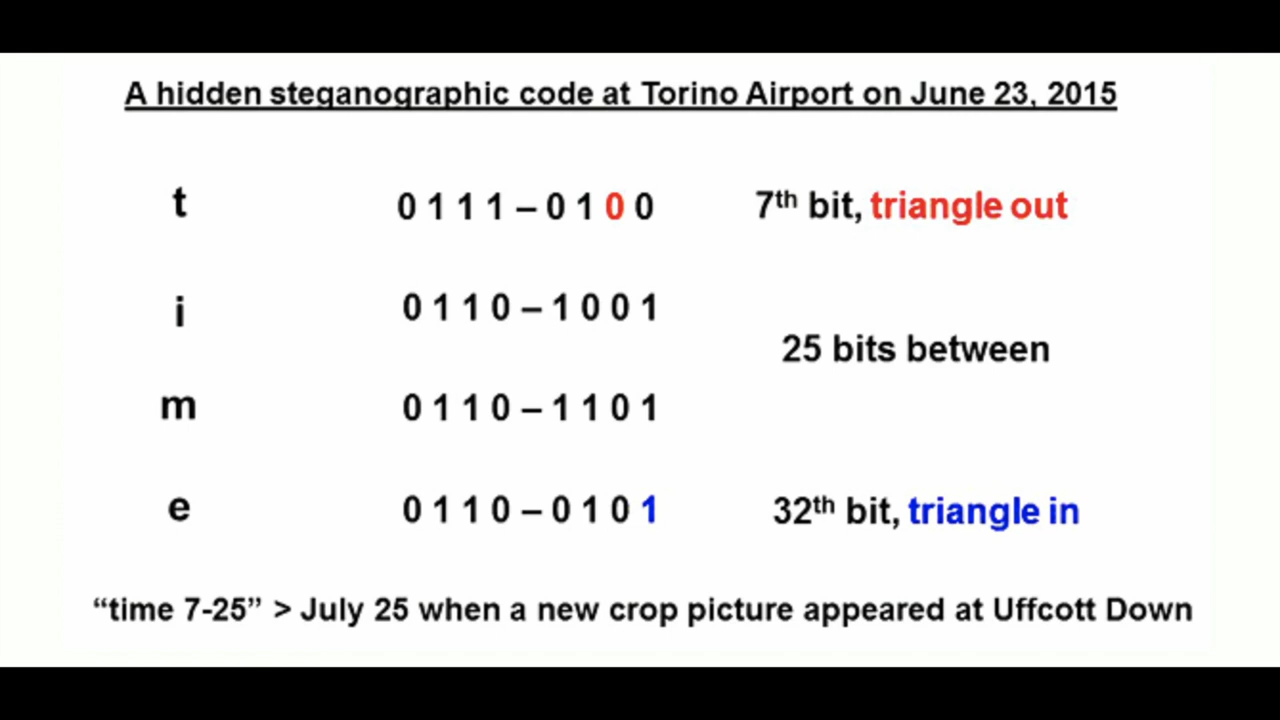 A hidden steganographic code at Torino Airport on June 23, 2015
t 0 1 1 1 – 0 1 0 0 7th bit, triangle out
i 0 1 1 0 – 1 0 0 1
25 bits between
m 0 1 1 0 – 1 1 0 1
e 0 1 1 0 – 0 1 0 1 32th bit, triangle in
“time 7-25” > July 25 when a new crop picture appeared at Uffcott Down